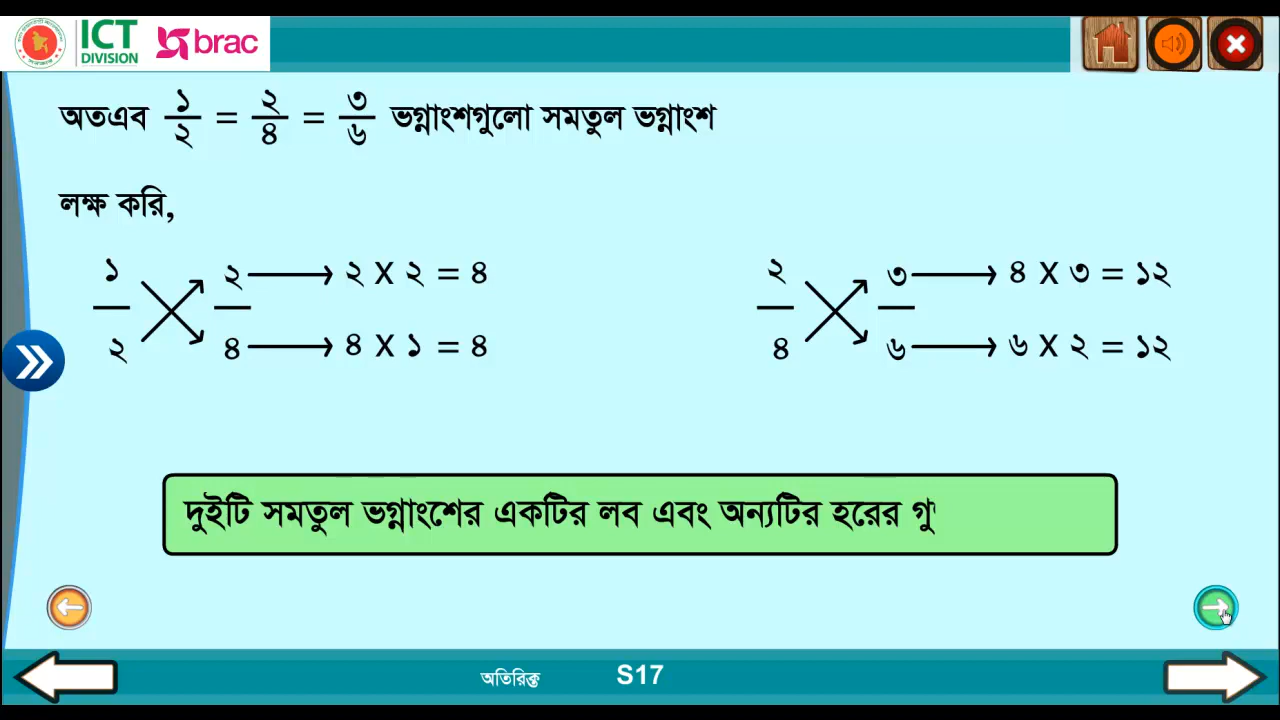 ICT DIVISION brac
অতএব ১/২ = ২/৪ = ৩/৬ ভগ্নাংশগুলো সমতুল ভগ্নাংশ
লক্ষ করি,
১/২ ২/৪
২ X ২ = ৪
৪ X ১ = ৪
২/৪ ৩/৬
৪ X ৩ = ১২
৬ X ২ = ১২
দুইটি সমতুল ভগ্নাংশের একটির লব এবং অন্যটির হরের
অতিরিক্ত S17